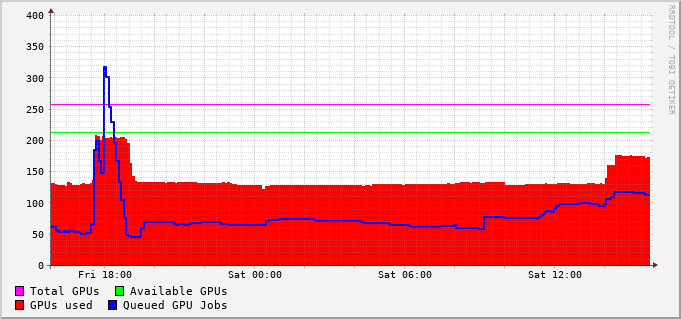 RRDTOOL / TOBI OETIKER
400
350
300
250
200
150
100
50
0
Fri 18:00 Sat 00:00 Sat 06:00 Sat 12:00
Total GPUs Available GPUs
GPUs used Queued GPU Jobs